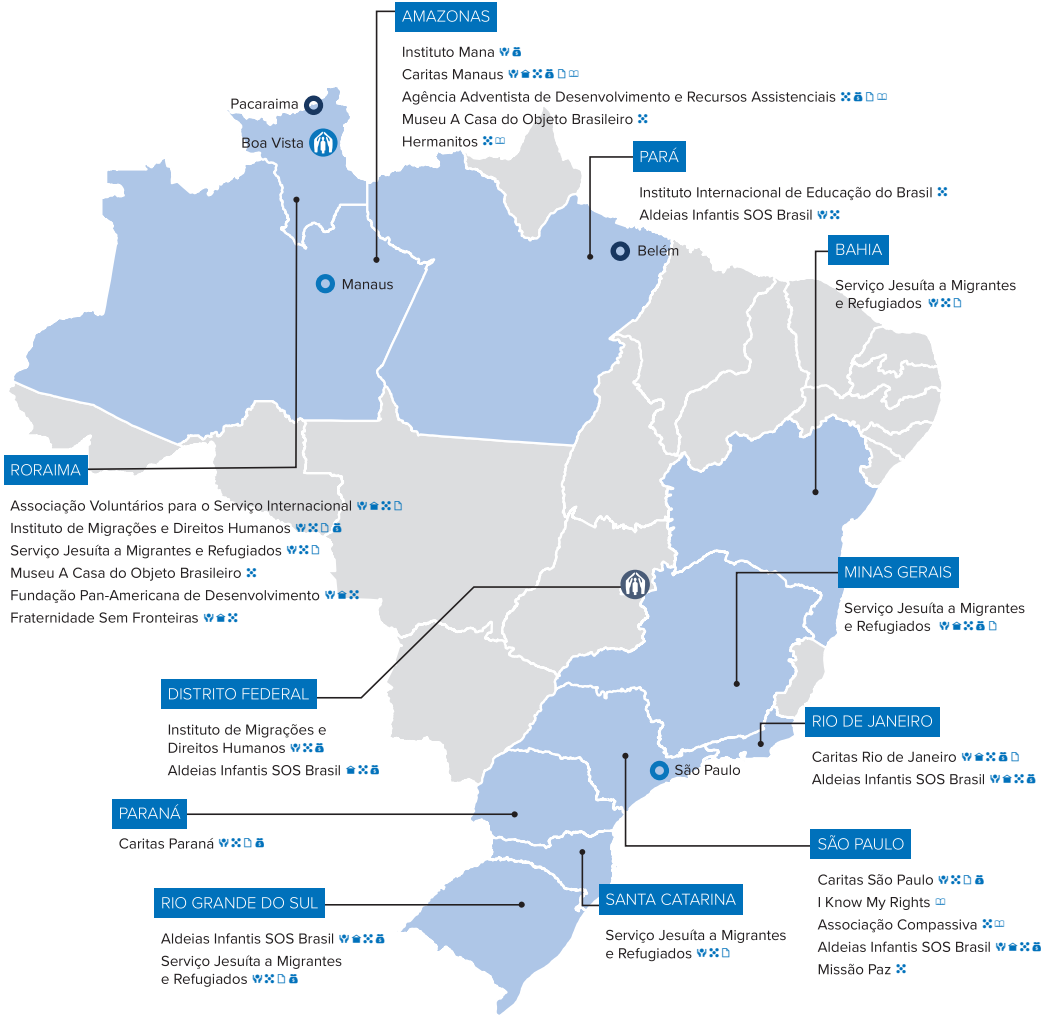 AMAZONAS
Instituto Mana
Caritas Manaus
Agência Adventista de Desenvolvimento e Recursos Assistenciais
Museu A Casa do Objeto Brasileiro
Hermanitos
Pacaraima
Boa Vista
PARÁ
Instituto Internacional de Educação do Brasil
Aldeias Infantis SOS Brasil
Belém
Manaus
BAHIA
Serviço Jesuíta a Migrantes
e Refugiados
RORAIMA
Associação Voluntários para o Serviço Internacional
Instituto de Migrações e Direitos Humanos
Serviço Jesuíta a Migrantes e Refugiados
Museu A Casa do Objeto Brasileiro
Fundação Pan-Americana de Desenvolvimento
Fraternidade Sem Fronteiras
MINAS GERAIS
Serviço Jesuíta a Migrantes
e Refugiados
DISTRITO FEDERAL
Instituto de Migrações e
Direitos Humanos
Aldeias Infantis SOS Brasil
RIO DE JANEIRO
Caritas Rio de Janeiro
Aldeias Infantis SOS Brasil
São Paulo
PARANÁ
Caritas Paraná
SÃO PAULO
Caritas São Paulo
I Know My Rights
Associação Compassiva
Aldeias Infantis SOS Brasil
Missão Paz
RIO GRANDE DO SUL
Aldeias Infantis SOS Brasil
Serviço Jesuíta a Migrantes
e Refugiados
SANTA CATARINA
Serviço Jesuíta a Migrantes
e Refugiados